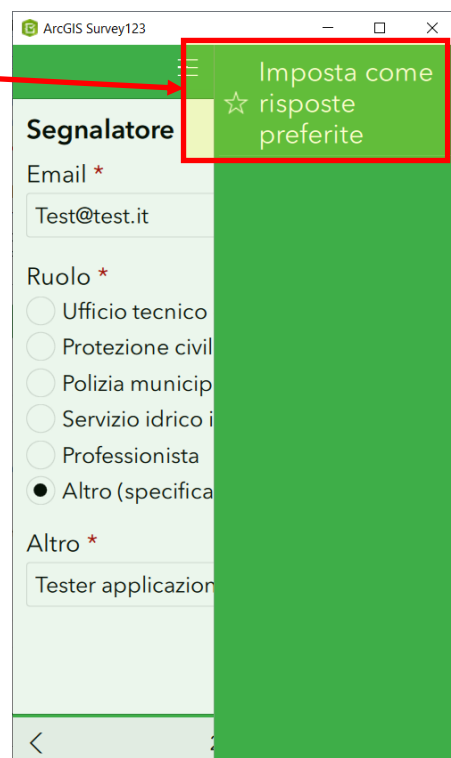 ArcGIS Survey123
Imposta come
risposte
preferite
Segnalatore
Email *
Test@test.it
Ruolo *
Ufficio tecnico
Protezione civil
Polizia municip
Servizio idrico i
Professionista
Altro (specifica
Altro *
Tester applicazion